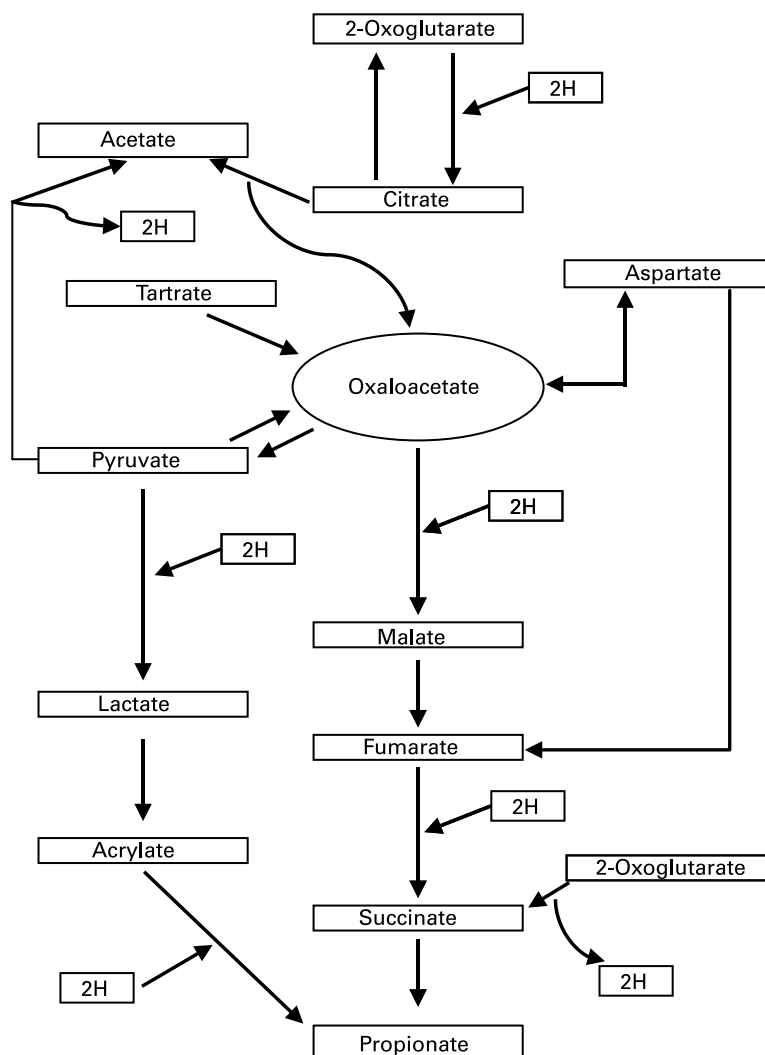 2-Oxoglutarate
2H
Acetate
Citrate
2H
Aspartate
Tartrate
Oxaloacetate
Pyruvate
2H
2H
Malate
Lactate
Fumarate
2H
Acrylate
2-Oxoglutarate
Succinate
2H
2H
Propionate